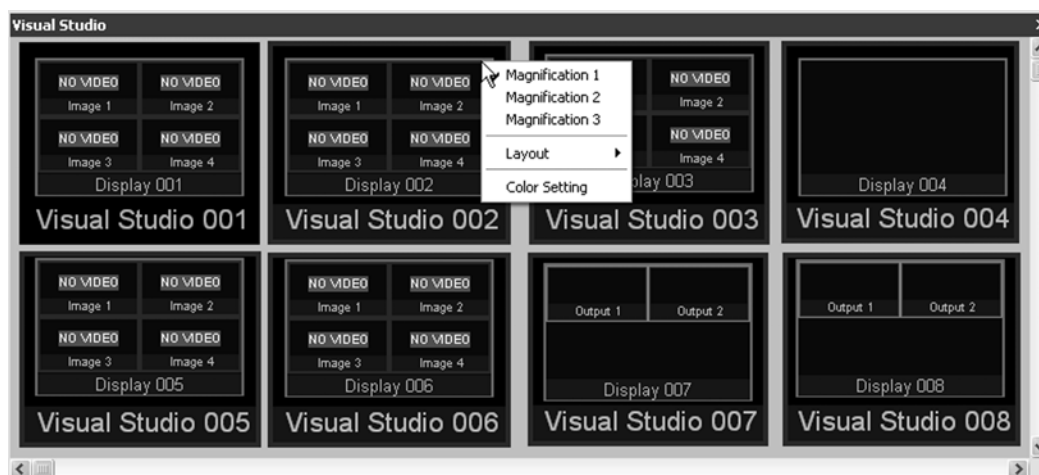 Visual Studio
NO VIDEO NO VIDEO
Image 1 Image 2
NO VIDEO NO VIDEO
Image 3 Image 4
Display 001
Visual Studio 001
NO VIDEO NO VIDEO
Image 1 Image 2
NO VIDEO NO VIDEO
Image 3 Image 4
Display 002
Visual Studio 002
Magnification 1
Magnification 2
Magnification 3
Layout
Color Setting
NO VIDEO
Image 2
NO VIDEO
Image 4
003
Visual Studio 003
Display 004
Visual Studio 004
NO VIDEO NO VIDEO
Image 1 Image 2
NO VIDEO NO VIDEO
Image 3 Image 4
Display 005
Visual Studio 005
NO VIDEO NO VIDEO
Image 1 Image 2
NO VIDEO NO VIDEO
Image 3 Image 4
Display 006
Visual Studio 006
Output 1 Output 2
Display 007
Visual Studio 007
Output 1 Output 2
Display 008
Visual Studio 008